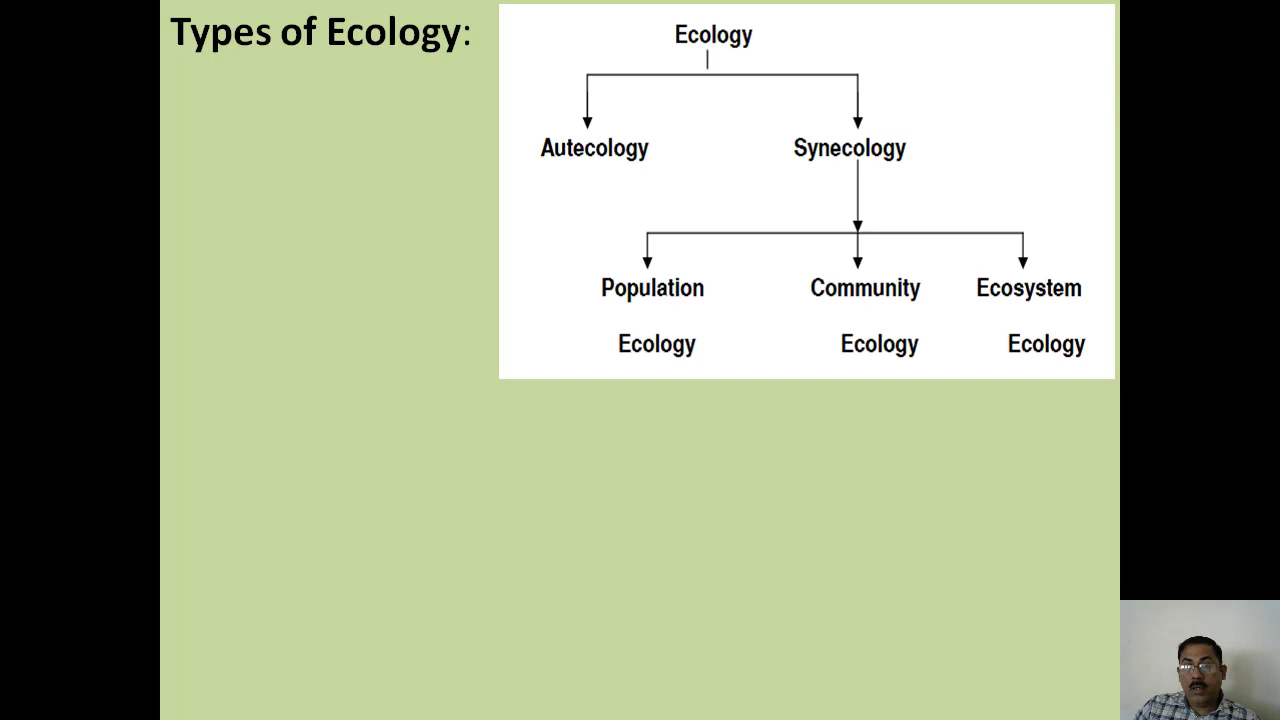 Types of Ecology:
Ecology
Autecology Synecology
Population Community Ecosystem
Ecology Ecology Ecology